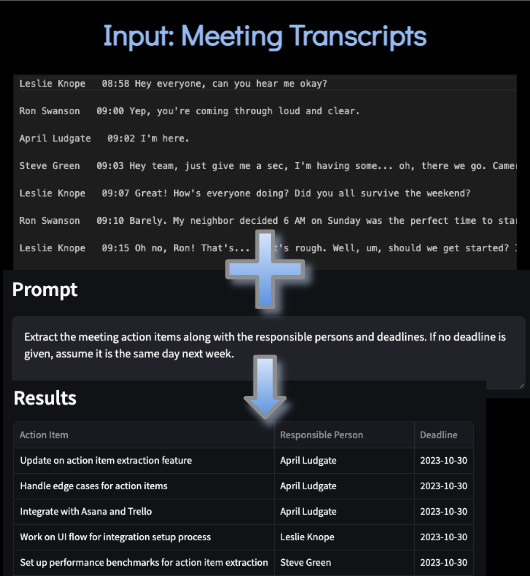 Input: Meeting Transcripts
Leslie Knope 08:58 Hey everyone, can you hear me okay?
Ron Swanson 09:00 Yep, you're coming through loud and clear.
April Ludgate 09:02 I'm here.
Steve Green 09:03 Hey team, just give me a sec, I'm having some... oh, there we go.
Leslie Knope 09:07 Great! How's everyone doing? Did you all survive the weekend?
Ron Swanson 09:10 Barely. My neighbor decided 6 AM on Sunday was the perfect time to
Leslie Knope 09:15 Oh no, Ron! That's... rough. Well, um, should we get started?
Prompt
Extract the meeting action items along with the responsible persons and deadlines. If no deadline is
given, assume it is the same day next week.
Results
Action Item Responsible Person Deadline
Update on action item extraction feature April Ludgate 2023-10-30
Handle edge cases for action items April Ludgate 2023-10-30
Integrate with Asana and Trello April Ludgate 2023-10-30
Work on UI flow for integration setup process Leslie Knope 2023-10-30
Set up performance benchmarks for action item extraction Steve Green 2023-10-30